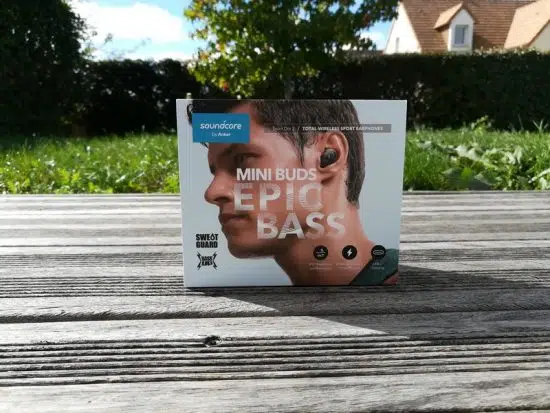 soundcore
by Anker
/ TOTAL WIRELESS SPORT EARPHONES
MINI BUDS
EPIC
BASS
SWEAT
GUARD